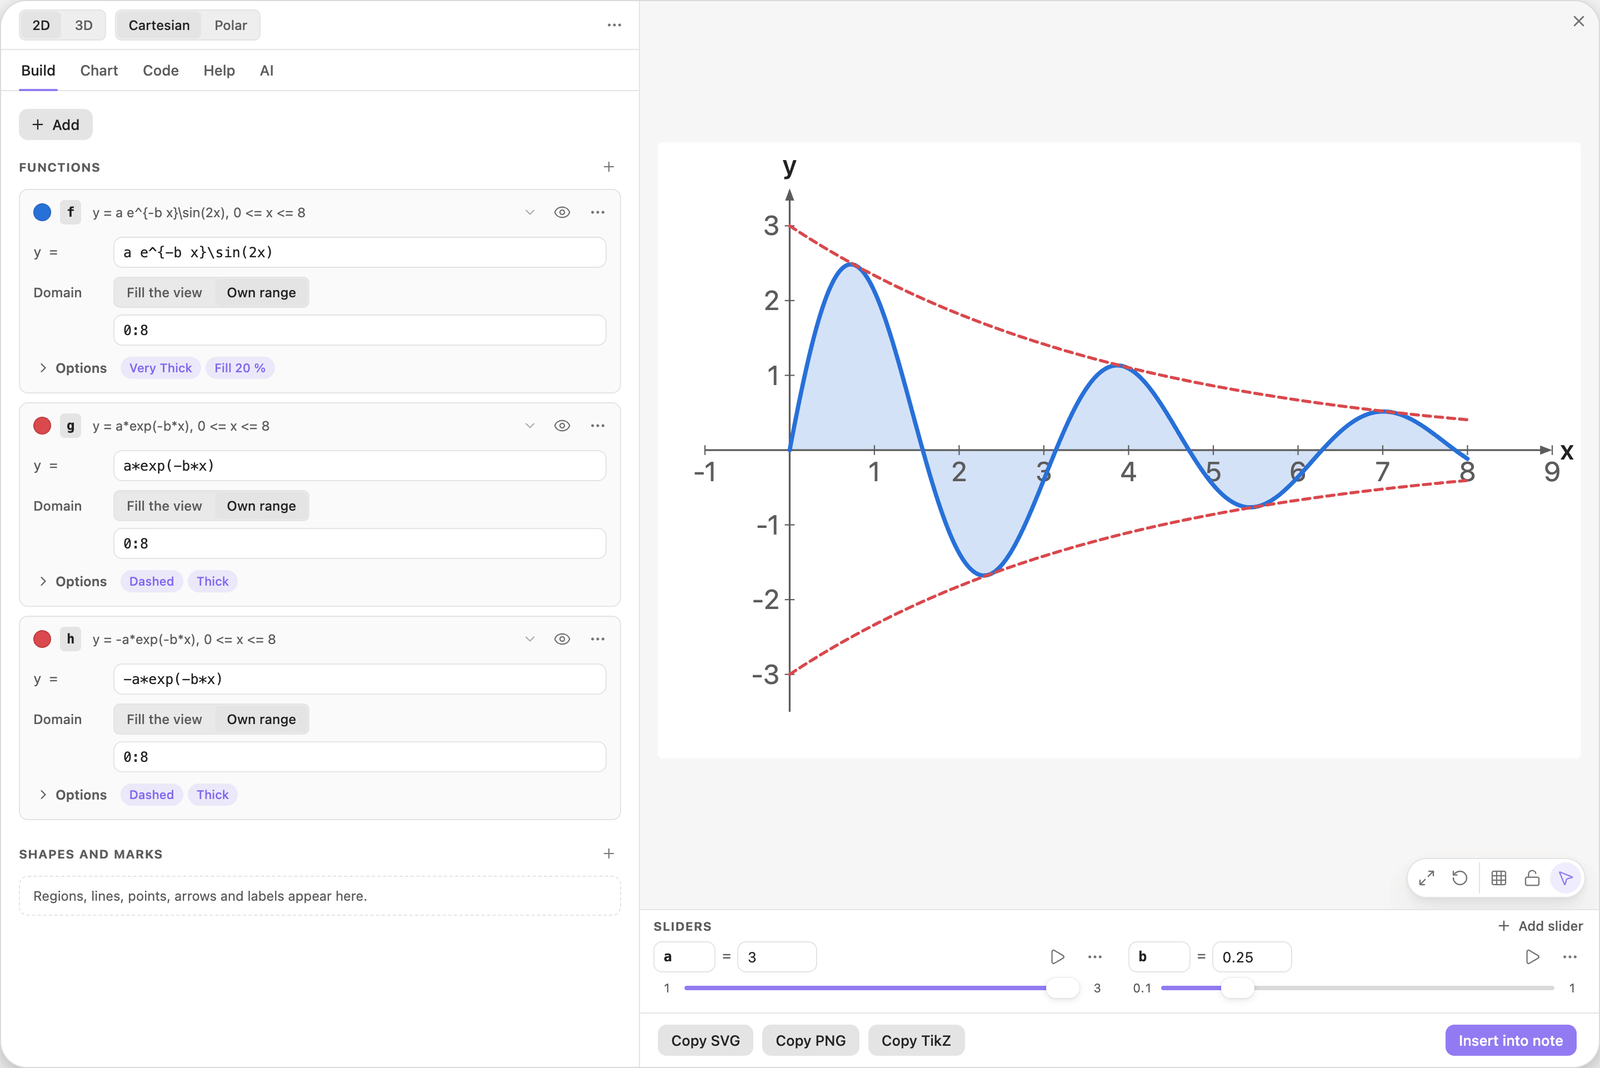 2D 3D Cartesian Polar
Build Chart Code Help AI
+ Add
FUNCTIONS
f y = a e^{-b x}\sin(2x), 0 <= x <= 8
y = a e^{-b x}\sin(2x)
Domain Fill the view Own range
0:8
Options Very Thick Fill 20 %
g y = a*exp(-b*x), 0 <= x <= 8
y = a*exp(-b*x)
Domain Fill the view Own range
0:8
Options Dashed Thick
h y = -a*exp(-b*x), 0 <= x <= 8
y = -a*exp(-b*x)
Domain Fill the view Own range
0:8
Options Dashed Thick
SHAPES AND MARKS
Regions, lines, points, arrows and labels appear here.
y
3
2
1
x
-1 1 2 3 4 5 6 7 8 9
-1
-2
-3
SLIDERS + Add slider
a = 3 b = 0.25
1 3 0.1 1
Copy SVG Copy PNG Copy TikZ Insert into note